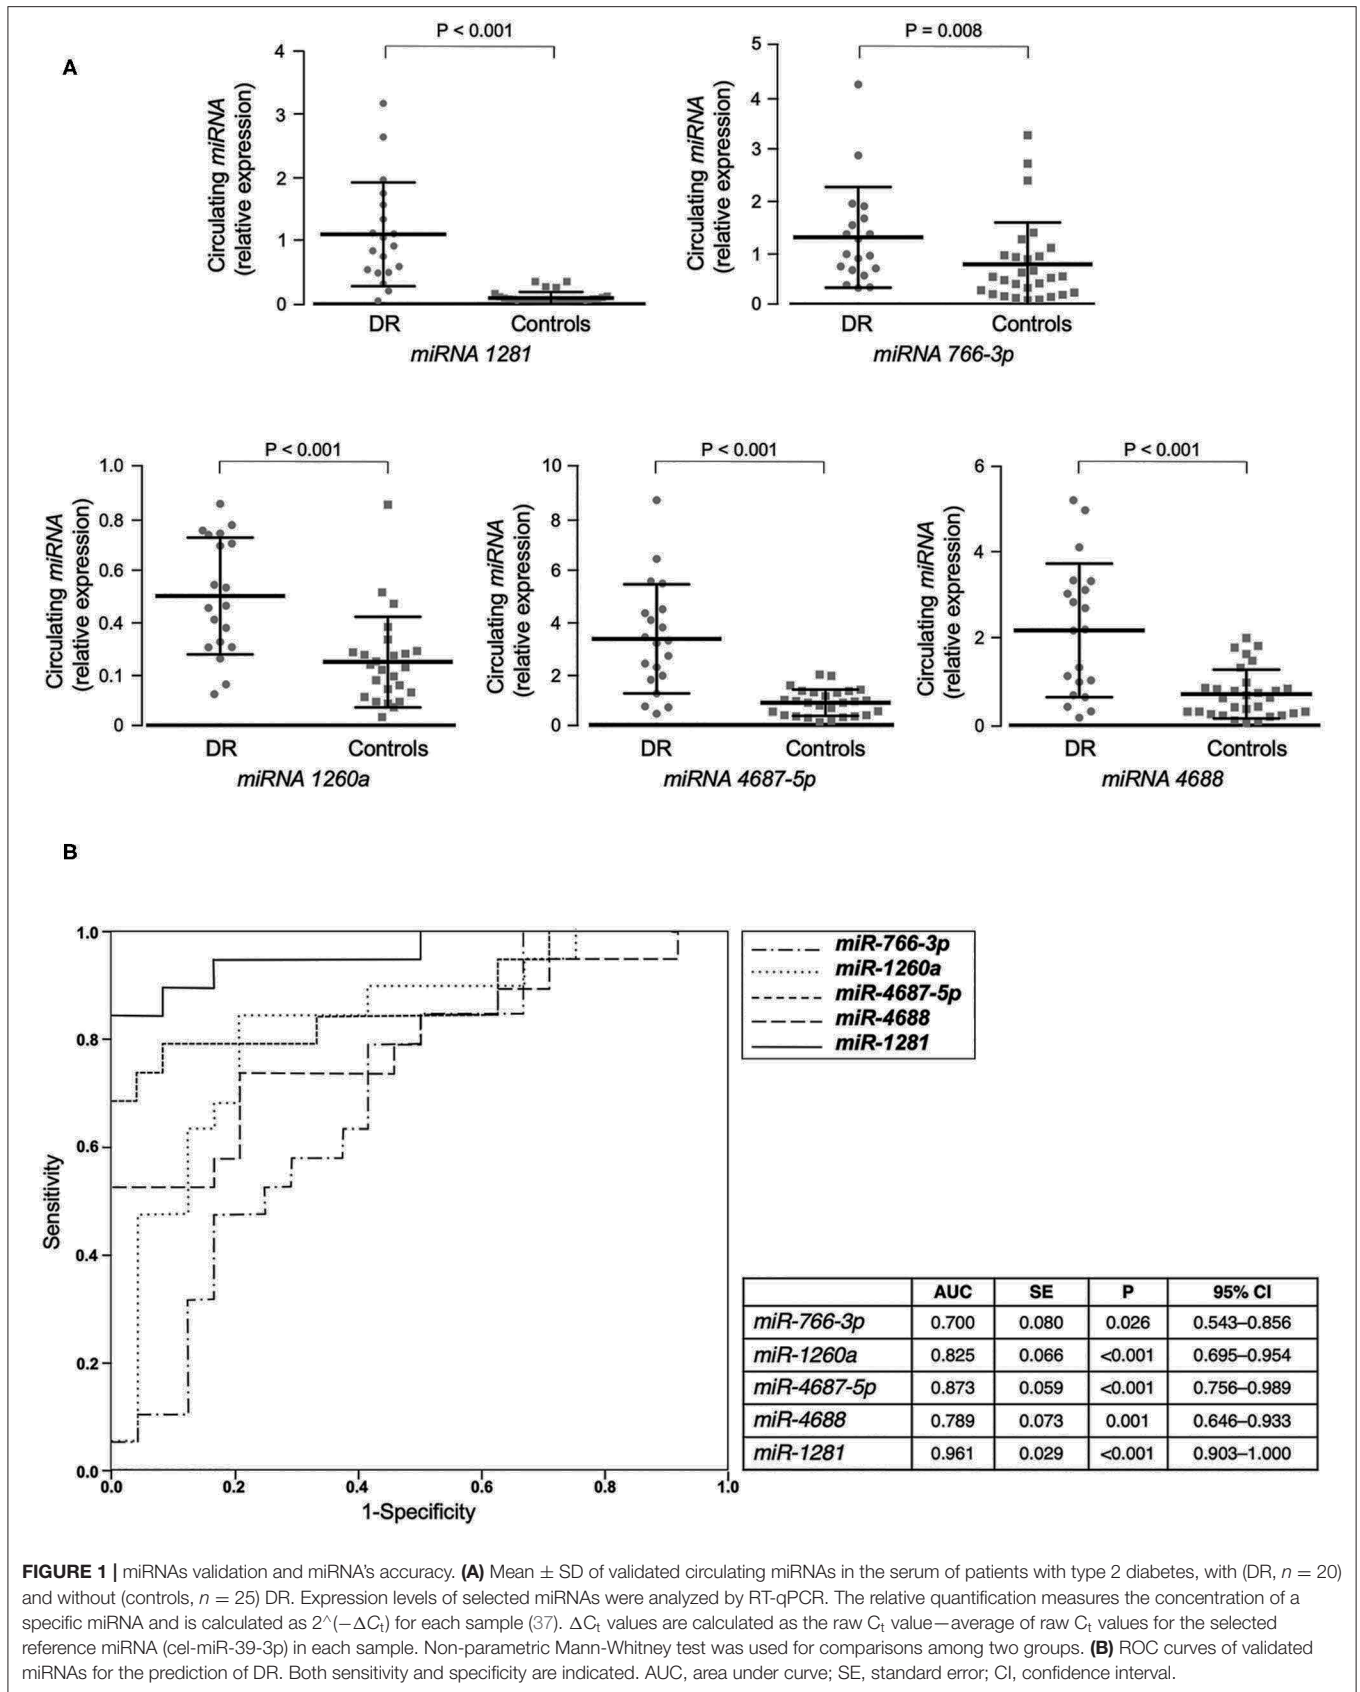 A
P < 0.001
Circulating miRNA
(relative expression)
4
3
2
1
0
DR
Controls
miRNA 1281
P = 0.008
Circulating miRNA
(relative expression)
5
4
3
2
1
0
DR
Controls
miRNA 766-3p
P < 0.001
Circulating miRNA
(relative expression)
1.0
0.8
0.4
0.1
0
DR
Controls
miRNA 1260a
P < 0.001
Circulating miRNA
(relative expression)
10
8
6
4
2
0
DR
Controls
miRNA 4687-5p
P < 0.001
Circulating miRNA
(relative expression)
6
4
2
0
DR
Controls
miRNA 4688
B
Sensitivity
1.0
0.8
0.6
0.4
0.2
0.0
0.0 0.2 0.4 0.6 0.8 1.0
1-Specificity
miR-766-3p
miR-1260a
miR-4687-5p
miR-4688
miR-1281
AUC SE P 95% CI
miR-766-3p 0.700 0.080 0.026 0.543–0.856
miR-1260a 0.825 0.066 <0.001 0.695–0.954
miR-4687-5p 0.873 0.059 <0.001 0.756–0.989
miR-4688 0.789 0.073 0.001 0.646–0.933
miR-1281 0.961 0.029 <0.001 0.903–1.000
FIGURE 1 | miRNAs validation and miRNA's accuracy. (A) Mean ± SD of validated circulating miRNAs in the serum of patients with type 2 diabetes, with (DR, n = 20)
and without (controls, n = 25) DR. Expression levels of selected miRNAs were analyzed by RT-qPCR. The relative quantification measures the concentration of a
specific miRNA and is calculated as 2^(−ΔCt) for each sample (37). ΔCt values are calculated as the raw Ct value—average of raw Ct values for the selected
reference miRNA (cel-miR-39-3p) in each sample. Non-parametric Mann-Whitney test was used for comparisons among two groups. (B) ROC curves of validated
miRNAs for the prediction of DR. Both sensitivity and specificity are indicated. AUC, area under curve; SE, standard error; CI, confidence interval.